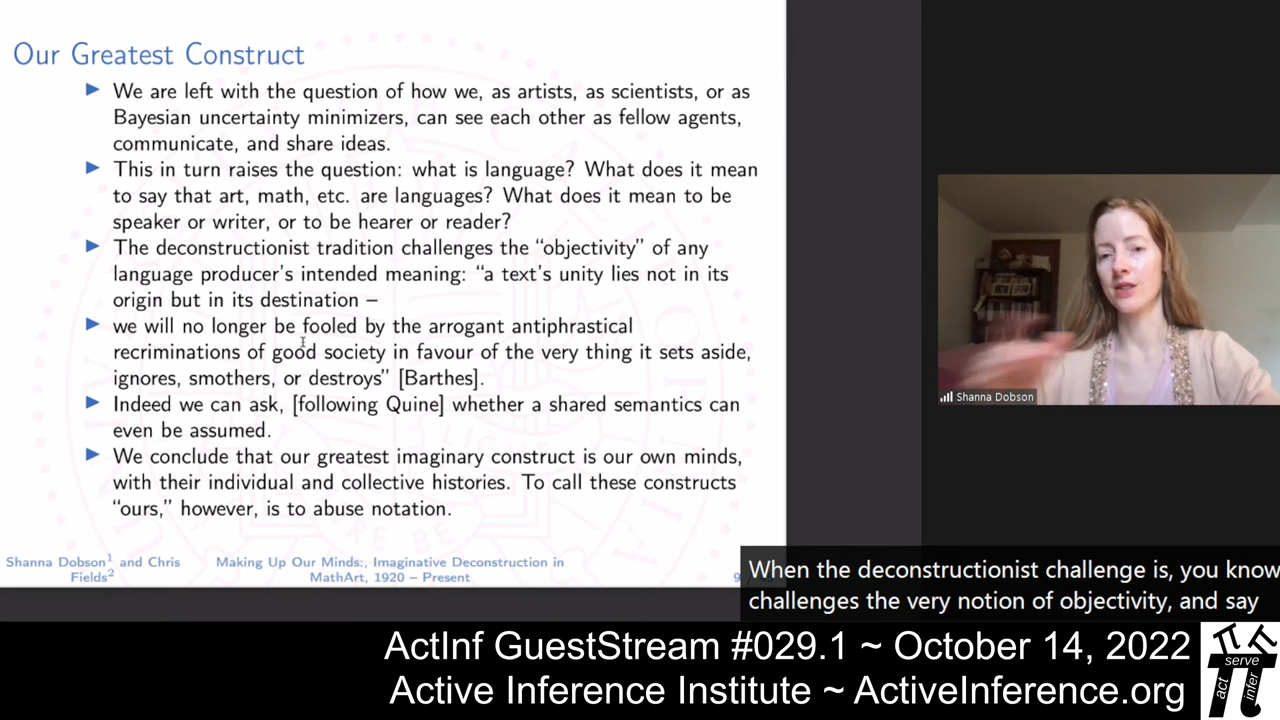 Our Greatest Construct
▶ We are left with the question of how we, as artists, as scientists, or as
Bayesian uncertainty minimizers, can see each other as fellow agents,
communicate, and share ideas.
▶ This in turn raises the question: what is language? What does it mean
to say that art, math, etc. are languages? What does it mean to be
speaker or writer, or to be hearer or reader?
▶ The deconstructionist tradition challenges the “objectivity” of any
language producer's intended meaning: “a text's unity lies not in its
origin but in its destination –
▶ we will no longer be fooled by the arrogant antiphrastical
recriminations of good society in favour of the very thing it sets aside,
ignores, smothers, or destroys” [Barthes].
▶ Indeed we can ask, [following Quine] whether a shared semantics can
even be assumed.
▶ We conclude that our greatest imaginary construct is our own minds,
with their individual and collective histories. To call these constructs
“ours,” however, is to abuse notation.
Shanna Dobson¹ and Chris
Fields²
Making Up Our Minds:, Imaginative Deconstruction in
MathArt, 1920 – Present
9
Shanna Dobson
When the deconstructionist challenge is, you know
challenges the very notion of objectivity, and say
ActInf GuestStream #029.1 ~ October 14, 2022
Active Inference Institute ~ ActiveInference.org
serve
act
infer